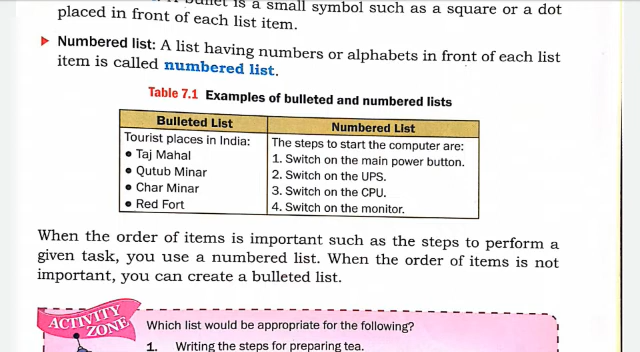 bullet is a small symbol such as a square or a dot
placed in front of each list item.
▶ Numbered list: A list having numbers or alphabets in front of each list
item is called numbered list.
Table 7.1 Examples of bulleted and numbered lists
Bulleted List
Tourist places in India:
• Taj Mahal
• Qutub Minar
• Char Minar
• Red Fort
Numbered List
The steps to start the computer are:
1. Switch on the main power button.
2. Switch on the UPS.
3. Switch on the CPU.
4. Switch on the monitor.
When the order of items is important such as the steps to perform a
given task, you use a numbered list. When the order of items is not
important, you can create a bulleted list.
ACTIVITY
ZONE
Which list would be appropriate for the following?
1. Writing the steps for preparing tea.